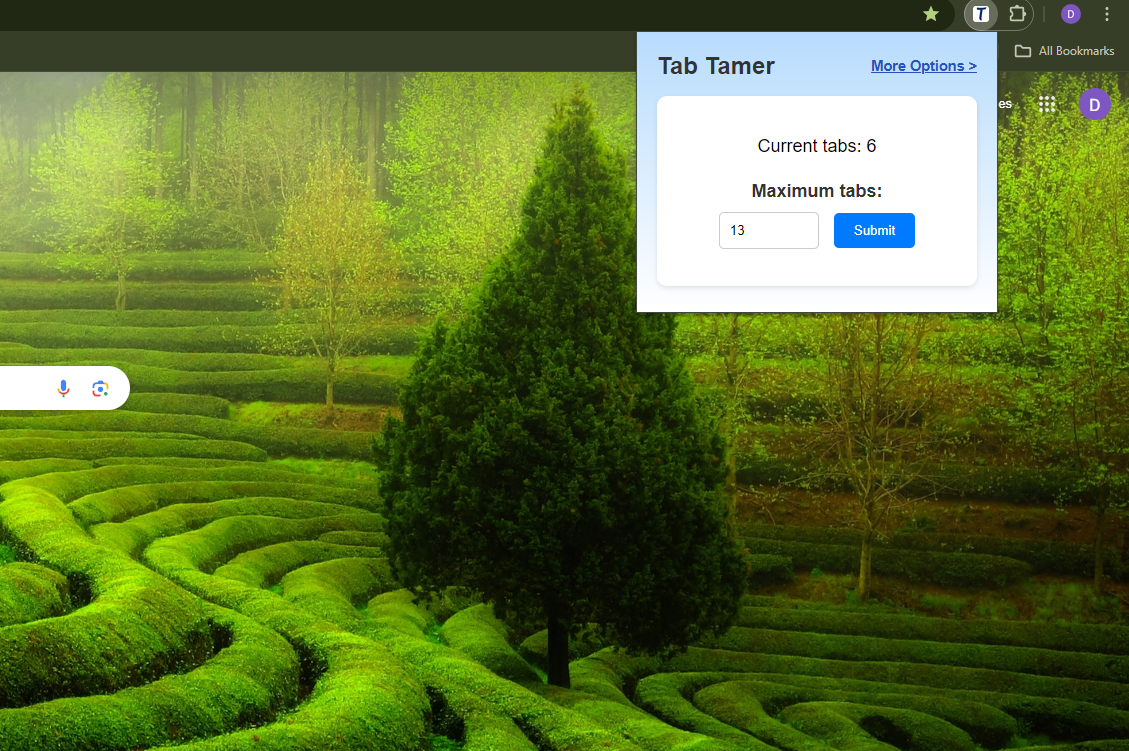 T
D
All Bookmarks
Tab Tamer
More Options >
es
D
Current tabs: 6
Maximum tabs:
13
Submit